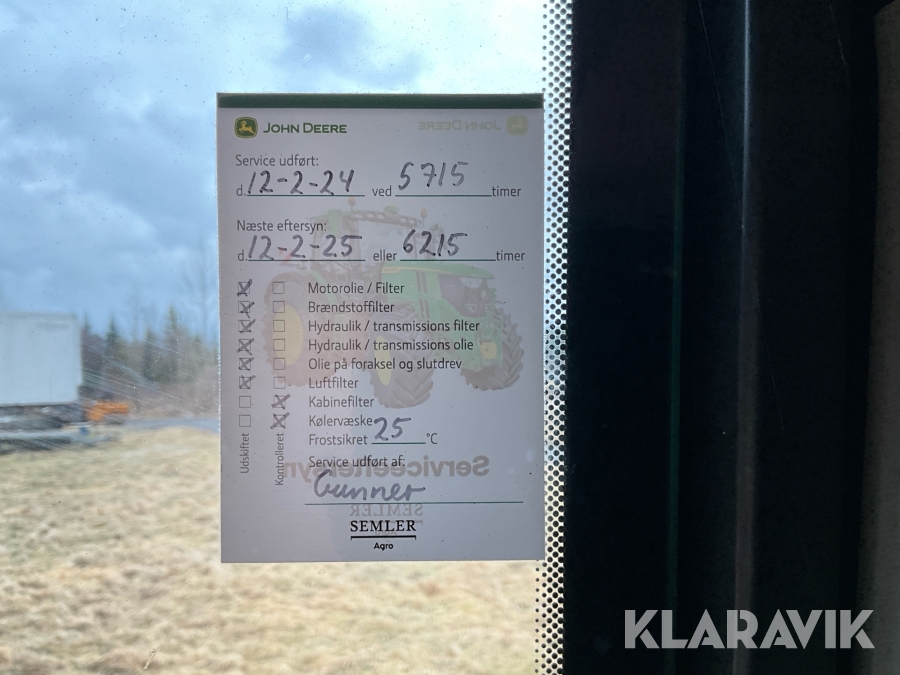 JOHN DEERE
Service udført:
d. 12-2-24 ved 5715 timer
Næste eftersyn:
d. 12-2-25 eller 6215 timer
Motorolie / Filter
Brændstoffilter
Hydraulik / transmissions filter
Hydraulik / transmissions olie
Olie på foraksel og slutdrev
Luftfilter
Kabinefilter
Kølervæske
Frostsikret 25 °C
Udskiftet
Kontrolleret
Service udført af:
Gunner
SEMLER
Agro
KLARAVIK